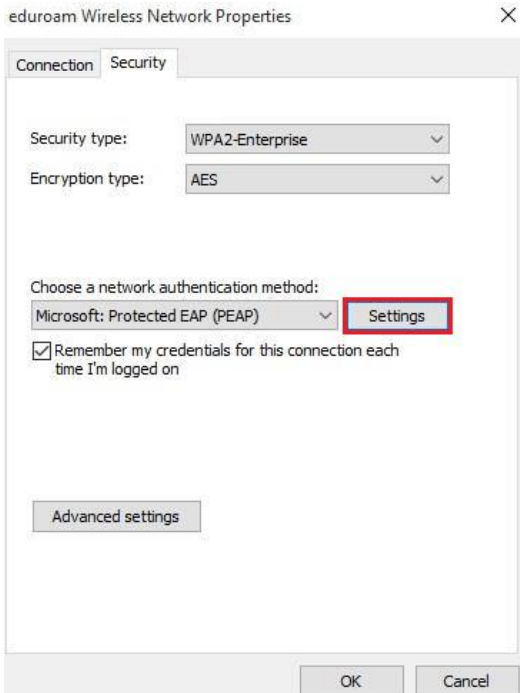 eduroam Wireless Network Properties
Connection Security
Security type: WPA2-Enterprise
Encryption type: AES
Choose a network authentication method:
Microsoft: Protected EAP (PEAP) Settings
Remember my credentials for this connection each
time I'm logged on
Advanced settings
OK Cancel